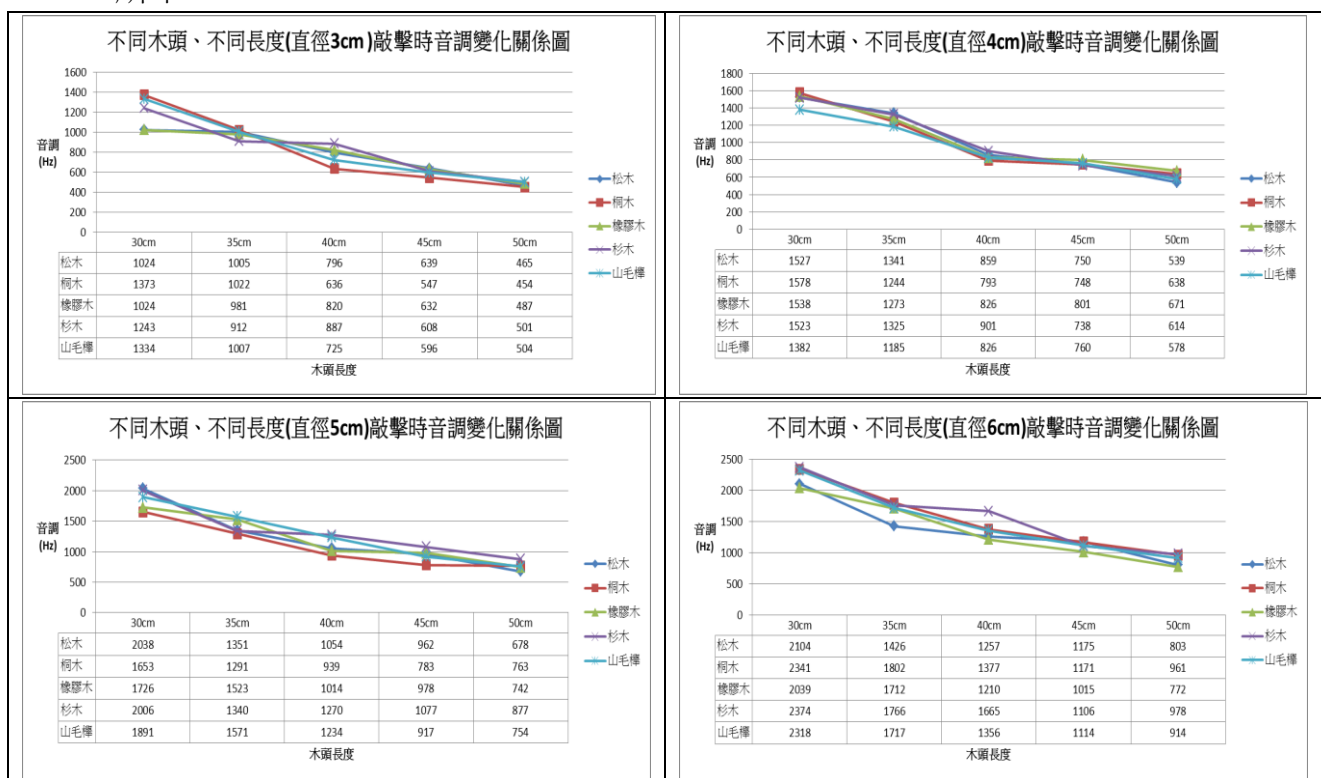 不同木頭、不同長度(直徑3cm)敲擊時音調變化關係圖
1600
1400
1200
1000
800
600
400
200
0
音調
(Hz)
松木
桐木
橡膠木
杉木
山毛櫸
30cm 35cm 40cm 45cm 50cm
松木 1024 1005 796 639 465
桐木 1373 1022 636 547 454
橡膠木 1024 981 820 632 487
杉木 1243 912 887 608 501
山毛櫸 1334 1007 725 596 504
木頭長度
不同木頭、不同長度(直徑4cm)敲擊時音調變化關係圖
1800
1600
1400
1200
1000
800
600
400
200
0
音調
(Hz)
松木
桐木
橡膠木
杉木
山毛櫸
30cm 35cm 40cm 45cm 50cm
松木 1527 1341 859 750 539
桐木 1578 1244 793 748 638
橡膠木 1538 1273 826 801 671
杉木 1523 1325 901 738 614
山毛櫸 1382 1185 826 760 578
木頭長度
不同木頭、不同長度(直徑5cm)敲擊時音調變化關係圖
2500
2000
1500
1000
500
0
音調
(Hz)
松木
桐木
橡膠木
杉木
山毛櫸
30cm 35cm 40cm 45cm 50cm
松木 2038 1351 1054 962 678
桐木 1653 1291 939 783 763
橡膠木 1726 1523 1014 978 742
杉木 2006 1340 1270 1077 877
山毛櫸 1891 1571 1234 917 754
木頭長度
不同木頭、不同長度(直徑6cm)敲擊時音調變化關係圖
2500
2000
1500
1000
500
0
音調
(Hz)
松木
桐木
橡膠木
杉木
山毛櫸
30cm 35cm 40cm 45cm 50cm
松木 2104 1426 1257 1175 803
桐木 2341 1802 1377 1171 961
橡膠木 2039 1712 1210 1015 772
杉木 2374 1766 1665 1106 978
山毛櫸 2318 1717 1356 1114 914
木頭長度